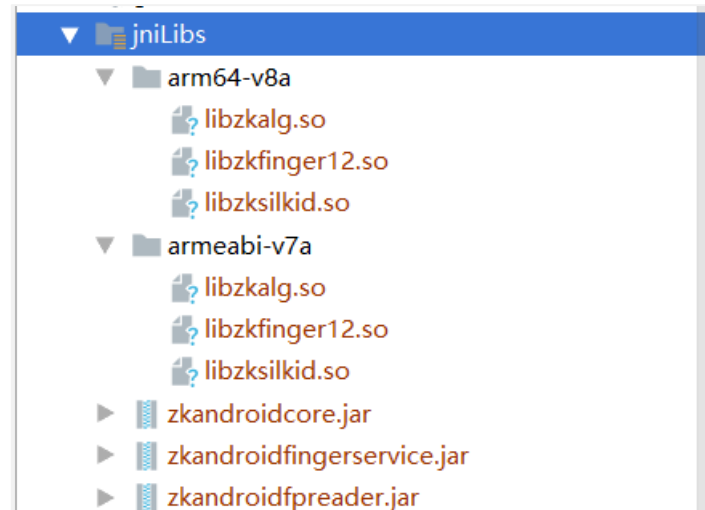 jniLibs
arm64-v8a
libzkalg.so
libzkfinger12.so
libzksilkid.so
armeabi-v7a
libzkalg.so
libzkfinger12.so
libzksilkid.so
zkandroidcore.jar
zkandroidfingerservice.jar
zkandroidfpreader.jar